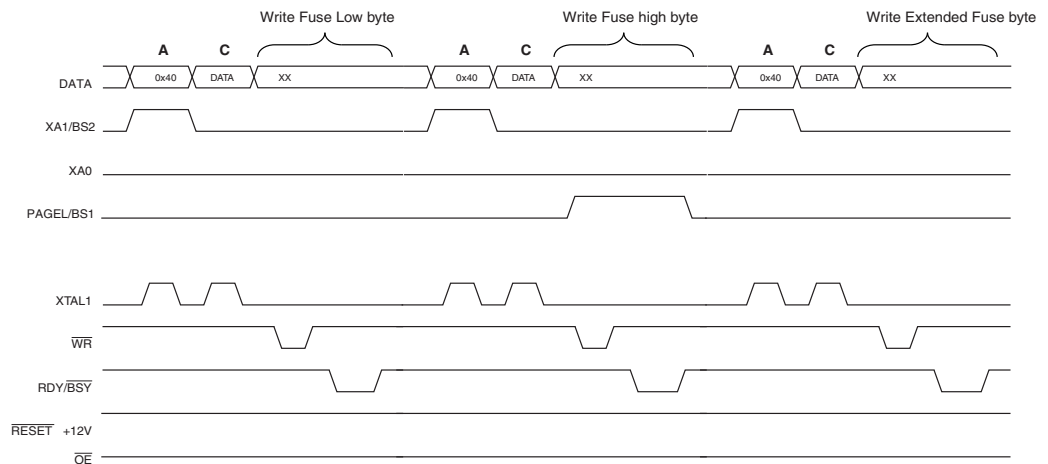 Write Fuse Low byte Write Fuse high byte Write Extended Fuse byte
A C A C A C
DATA 0x40 DATA XX 0x40 DATA XX 0x40 DATA XX
XA1/BS2
XA0
PAGEL/BS1
XTAL1
WR
RDY/BSY
RESET +12V
OE